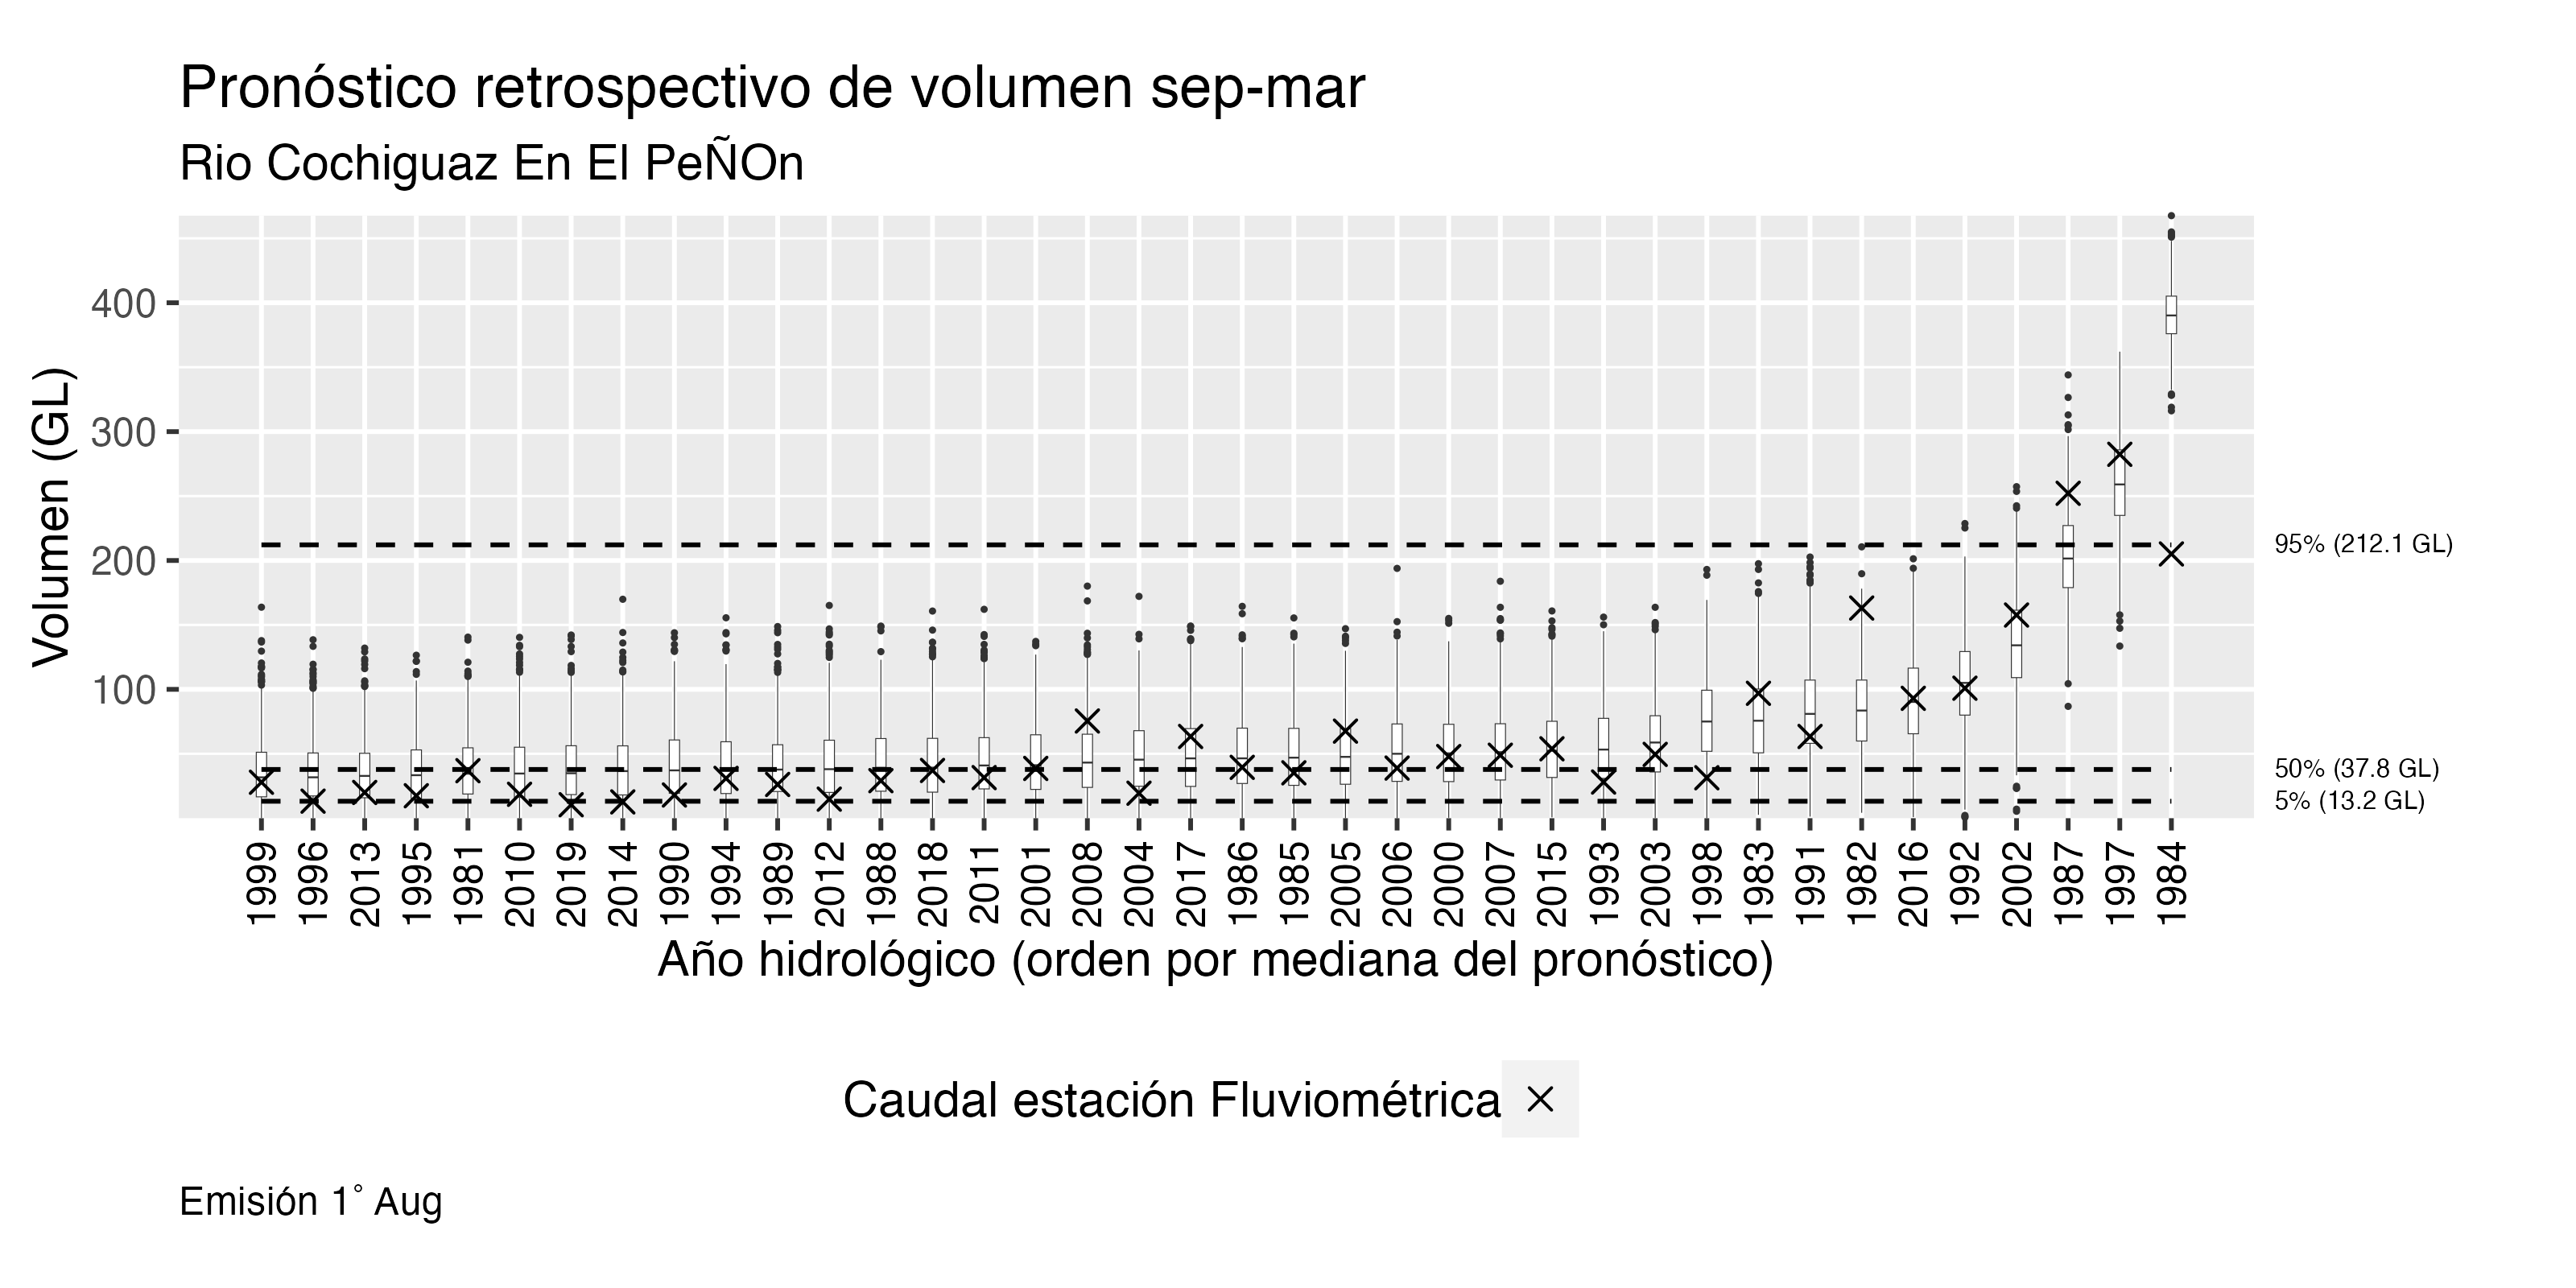 Pronóstico retrospectivo de volumen sep-mar
Rio Cochiguaz En El PeÑOn
Volumen (GL)
400
300
200
100
95% (212.1 GL)
50% (37.8 GL)
5% (13.2 GL)
1999 1996 2013 1995 1981 2010 2019 2014 1990 1994 1989 2012 1988 2018 2011 2001 2008 2004 2017 1986 1985 2005 2006 2000 2007 2015 1993 2003 1998 1983 1991 1982 2016 1992 2002 1987 1997 1984
Año hidrológico (orden por mediana del pronóstico)
Caudal estación Fluviométrica
Emisión 1° Aug